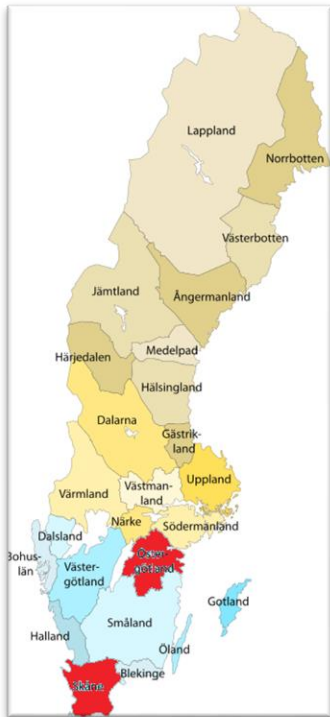 Lappland
Norrbotten
Västerbotten
Jämtland
Ångermanland
Medelpad
Härjedalen
Hälsingland
Dalarna
Gästrik-
land
Uppland
Västman-
land
Värmland
Närke
Södermanland
Dalsland
Öster-
götland
Bohus-
län
Väster-
götland
Gotland
Småland
Öland
Halland
Blekinge
Skåne